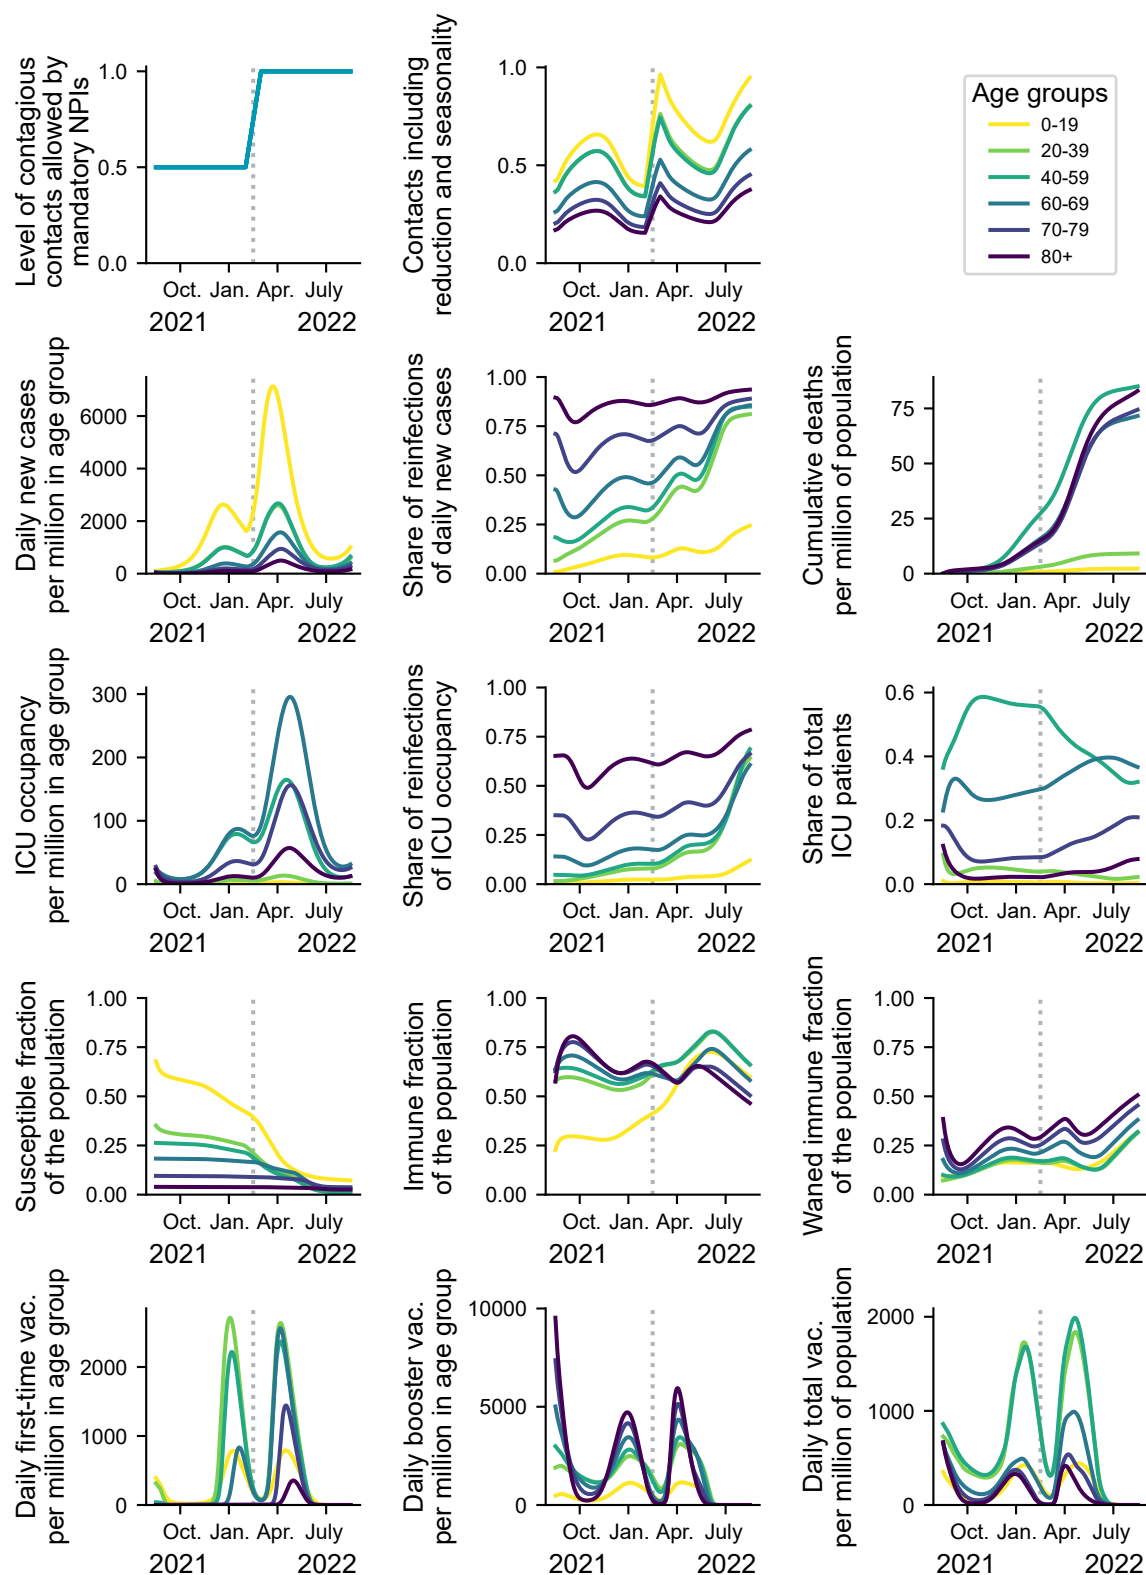 Level of contagious
contacts allowed by
mandatory NPIs
1.0
0.5
0.0
Oct. Jan. Apr. July
2021 2022
Contacts including
reduction and seasonality
1.0
0.5
0.0
Oct. Jan. Apr. July
2021 2022
Age groups
0-19
20-39
40-59
60-69
70-79
80+
Daily new cases
per million in age group
6000
4000
2000
0
Oct. Jan. Apr. July
2021 2022
Share of reinfections
of daily new cases
1.00
0.75
0.50
0.25
0.00
Oct. Jan. Apr. July
2021 2022
Cumulative deaths
per million of population
75
50
25
0
Oct. Jan. Apr. July
2021 2022
ICU occupancy
per million in age group
300
200
100
0
Oct. Jan. Apr. July
2021 2022
Share of reinfections
of ICU occupancy
1.00
0.75
0.50
0.25
0.00
Oct. Jan. Apr. July
2021 2022
Share of total
ICU patients
0.6
0.4
0.2
0.0
Oct. Jan. Apr. July
2021 2022
Susceptible fraction
of the population
1.00
0.75
0.50
0.25
0.00
Oct. Jan. Apr. July
2021 2022
Immune fraction
of the population
1.00
0.75
0.50
0.25
0.00
Oct. Jan. Apr. July
2021 2022
Waned immune fraction
of the population
1.00
0.75
0.50
0.25
0.00
Oct. Jan. Apr. July
2021 2022
Daily first-time vac.
per million in age group
2000
1000
0
Oct. Jan. Apr. July
2021 2022
Daily booster vac.
per million in age group
10000
5000
0
Oct. Jan. Apr. July
2021 2022
Daily total vac.
per million of population
2000
1000
0
Oct. Jan. Apr. July
2021 2022